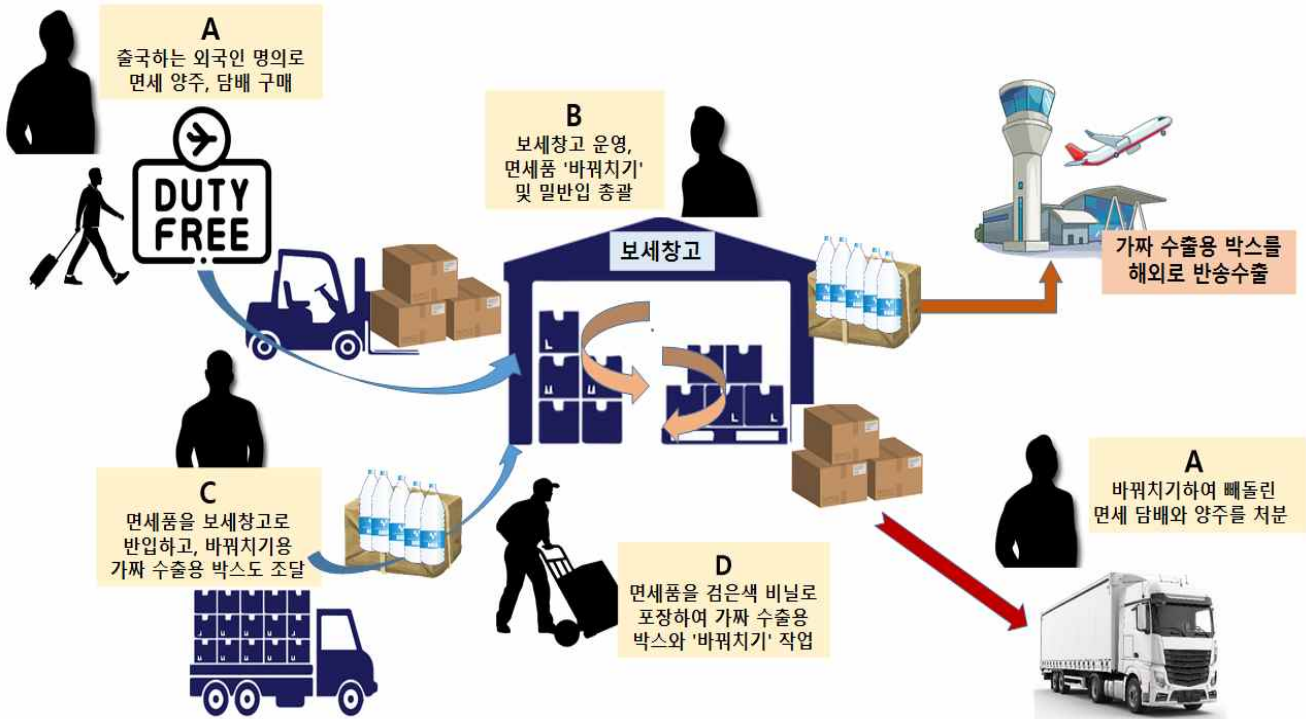 A
출국하는 외국인 명의로
면세 양주, 담배 구매
DUTY
FREE
B
보세창고 운영,
면세품 '바꿔치기'
및 밀반입 총괄
보세창고
가짜 수출용 박스를
해외로 반송수출
C
면세품을 보세창고로
반입하고, 바꿔치기용
가짜 수출용 박스도 조달
D
면세품을 검은색 비닐로
포장하여 가짜 수출용
박스와 '바꿔치기' 작업
A
바꿔치기하여 빼돌린
면세 담배와 양주를 처분